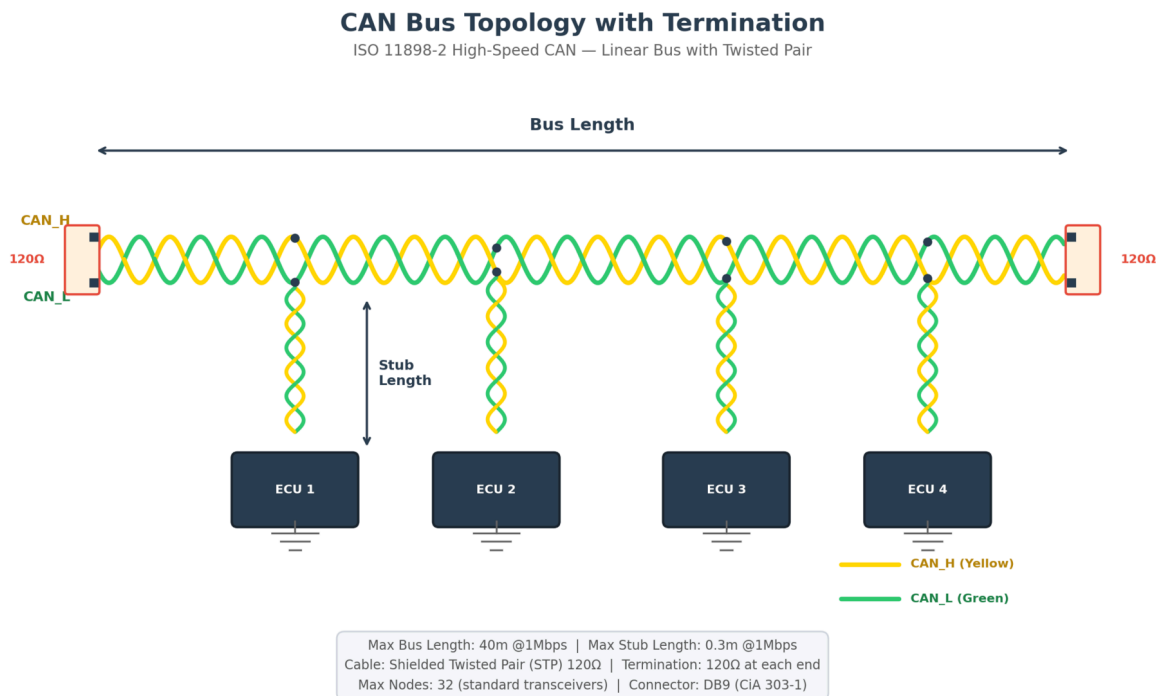 CAN Bus Topology with Termination
ISO 11898-2 High-Speed CAN — Linear Bus with Twisted Pair
Bus Length
CAN_H
120Ω
120Ω
CAN_L
Stub
Length
ECU 1
ECU 2
ECU 3
ECU 4
CAN_H (Yellow)
CAN_L (Green)
Max Bus Length: 40m @1Mbps | Max Stub Length: 0.3m @1Mbps
Cable: Shielded Twisted Pair (STP) 120Ω | Termination: 120Ω at each end
Max Nodes: 32 (standard transceivers) | Connector: DB9 (CiA 303-1)